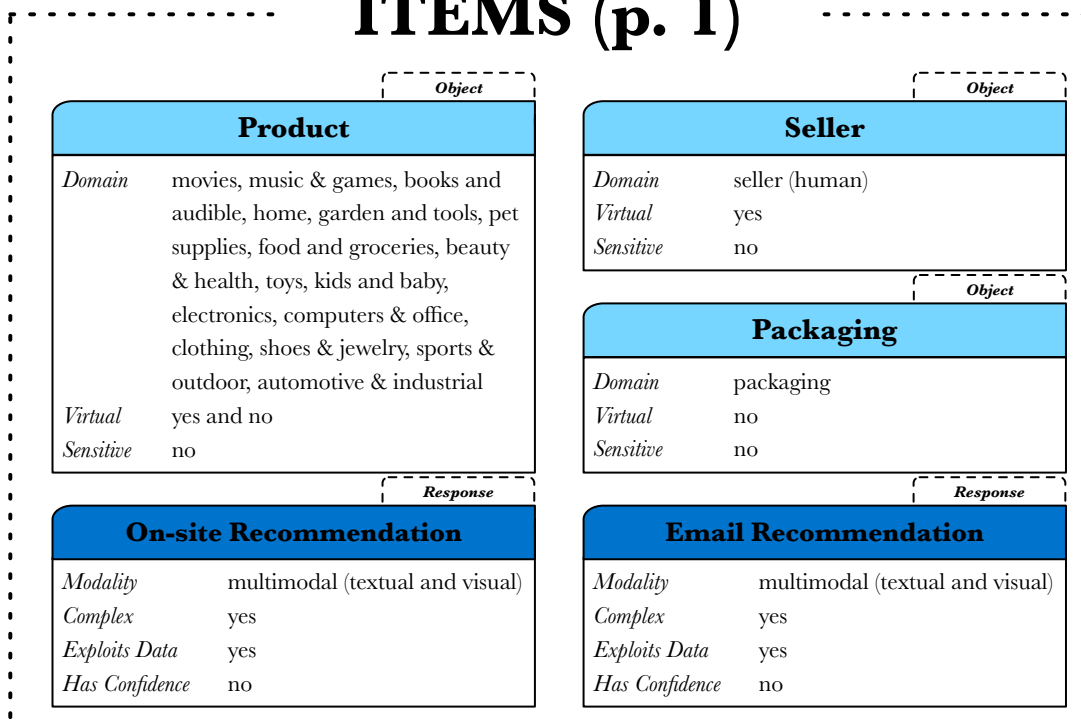 ITEMS (p. 1)
Object
Product
Domain movies, music & games, books and
audible, home, garden and tools, pet
supplies, food and groceries, beauty
& health, toys, kids and baby,
electronics, computers & office,
clothing, shoes & jewelry, sports &
outdoor, automotive & industrial
Virtual yes and no
Sensitive no
Object
Seller
Domain seller (human)
Virtual yes
Sensitive no
Object
Packaging
Domain packaging
Virtual no
Sensitive no
Response
On-site Recommendation
Modality multimodal (textual and visual)
Complex yes
Exploits Data yes
Has Confidence no
Response
Email Recommendation
Modality multimodal (textual and visual)
Complex yes
Exploits Data yes
Has Confidence no